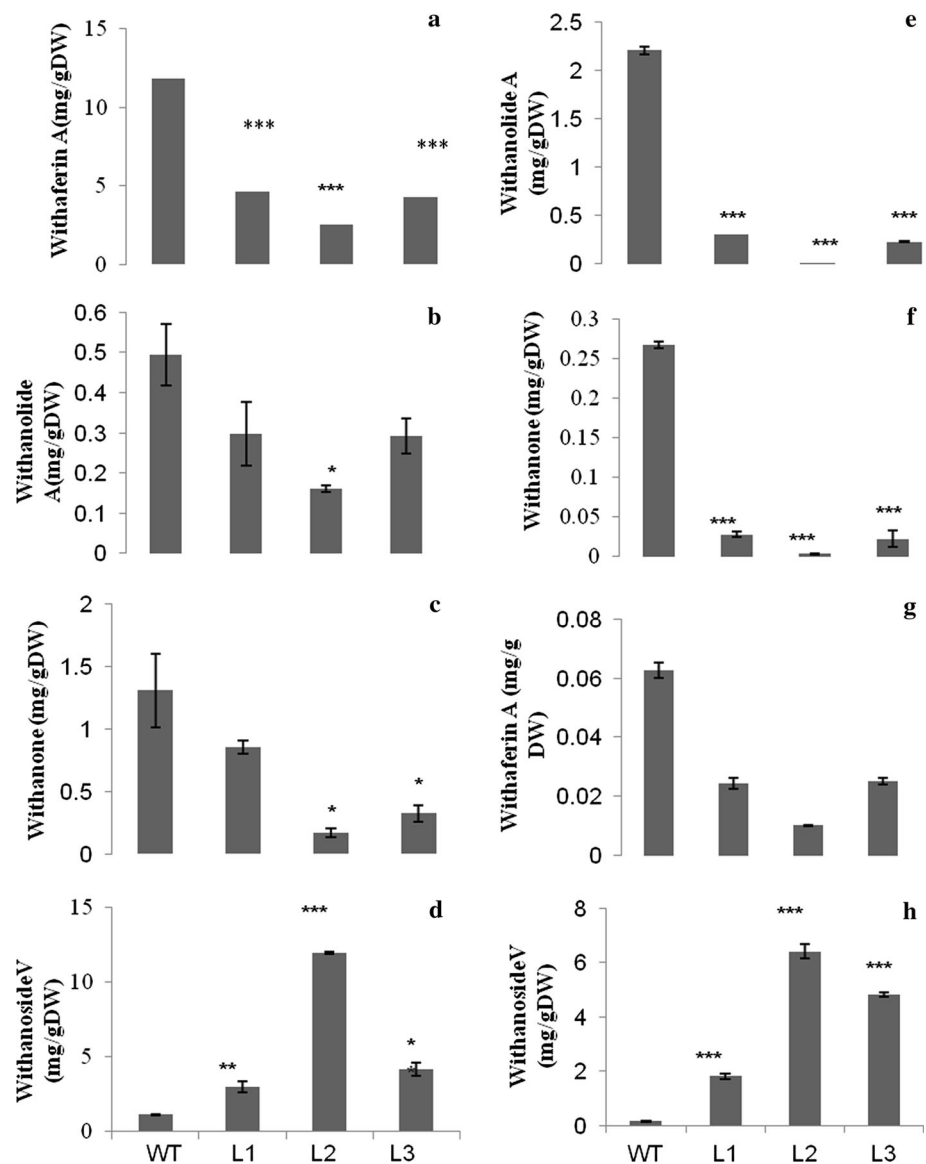 a
Withaferin A(mg/gDW)
15
10
5
0
***
***
***
b
Withanolide
A(mg/gDW)
0.6
0.5
0.4
0.3
0.2
0.1
0
*
c
Withanone (mg/gDW)
2
1.5
1
0.5
0
*
*
d
WithanosideV
(mg/gDW)
15
10
5
0
**
***
*
WT
L1
L2
L3
e
Withanolide A
(mg/gDW)
2.5
2
1.5
1
0.5
0
***
***
***
f
Withanone (mg/gDW)
0.3
0.25
0.2
0.15
0.1
0.05
0
***
***
***
g
Withaferin A (mg/g
DW)
0.08
0.06
0.04
0.02
0
h
WithanosideV
(mg/gDW)
8
6
4
2
0
***
***
***
WT
L1
L2
L3